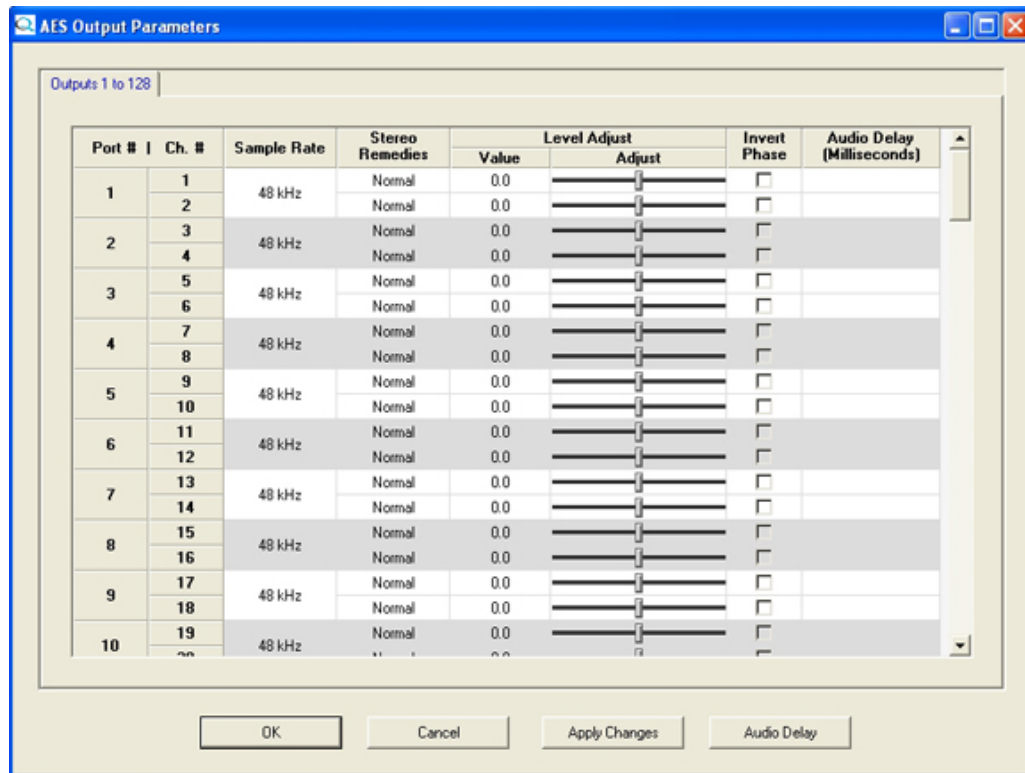 AES Output Parameters
Outputs 1 to 128
Port # | Ch. # Sample Rate Stereo Remedies Level Adjust Value Adjust Invert Phase Audio Delay (Milliseconds)
1 1 48 kHz Normal 0.0
2 Normal 0.0
2 3 48 kHz Normal 0.0
4 Normal 0.0
3 5 48 kHz Normal 0.0
6 Normal 0.0
4 7 48 kHz Normal 0.0
8 Normal 0.0
5 9 48 kHz Normal 0.0
10 Normal 0.0
6 11 48 kHz Normal 0.0
12 Normal 0.0
7 13 48 kHz Normal 0.0
14 Normal 0.0
8 15 48 kHz Normal 0.0
16 Normal 0.0
9 17 48 kHz Normal 0.0
18 Normal 0.0
10 19 48 kHz Normal 0.0
OK Cancel Apply Changes Audio Delay